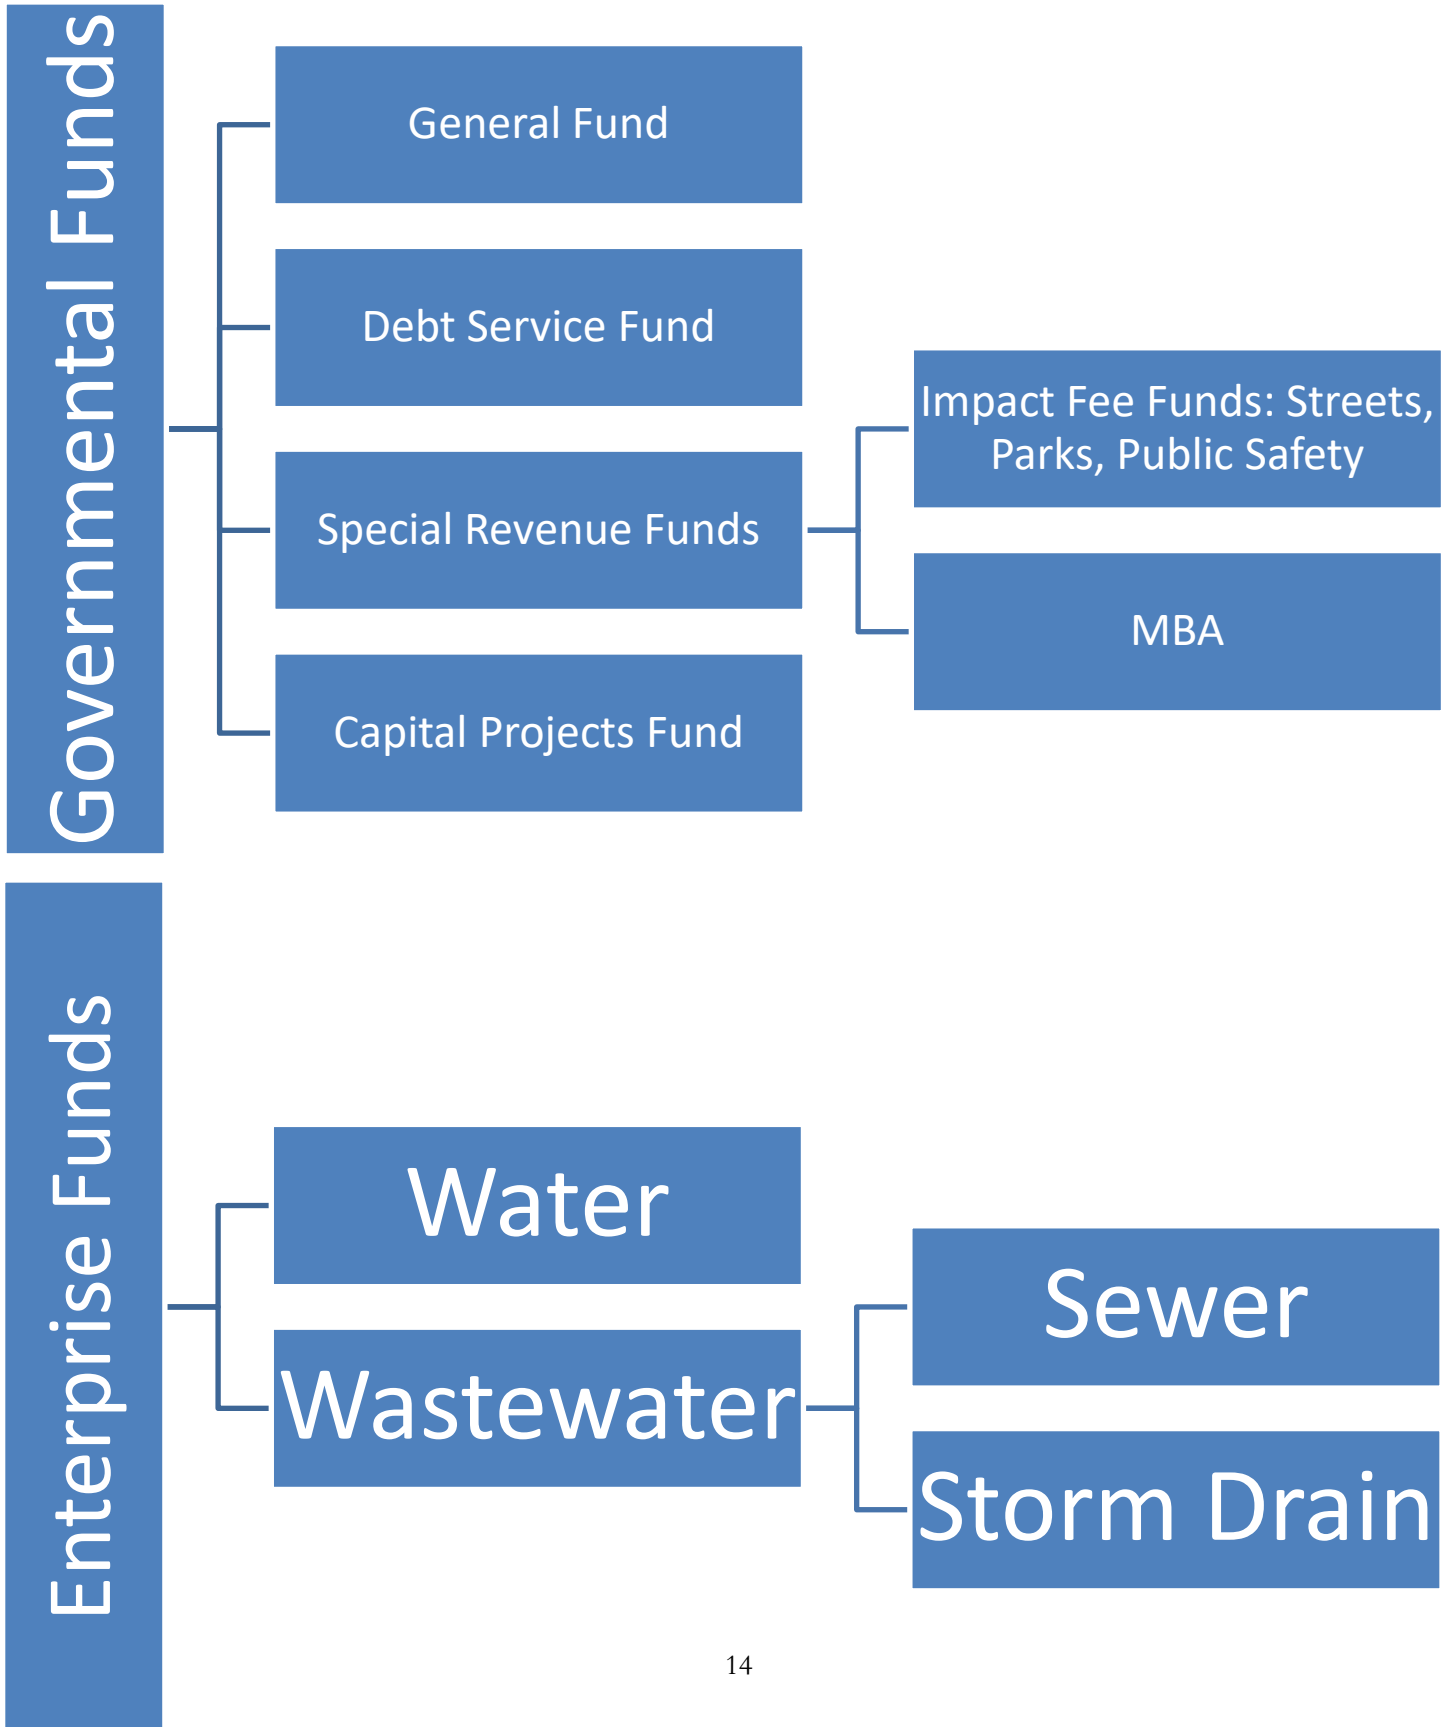 Governmental Funds
General Fund
Debt Service Fund
Special Revenue Funds
Capital Projects Fund
Impact Fee Funds: Streets,
Parks, Public Safety
MBA
Enterprise Funds
Water
Wastewater
Sewer
Storm Drain
14